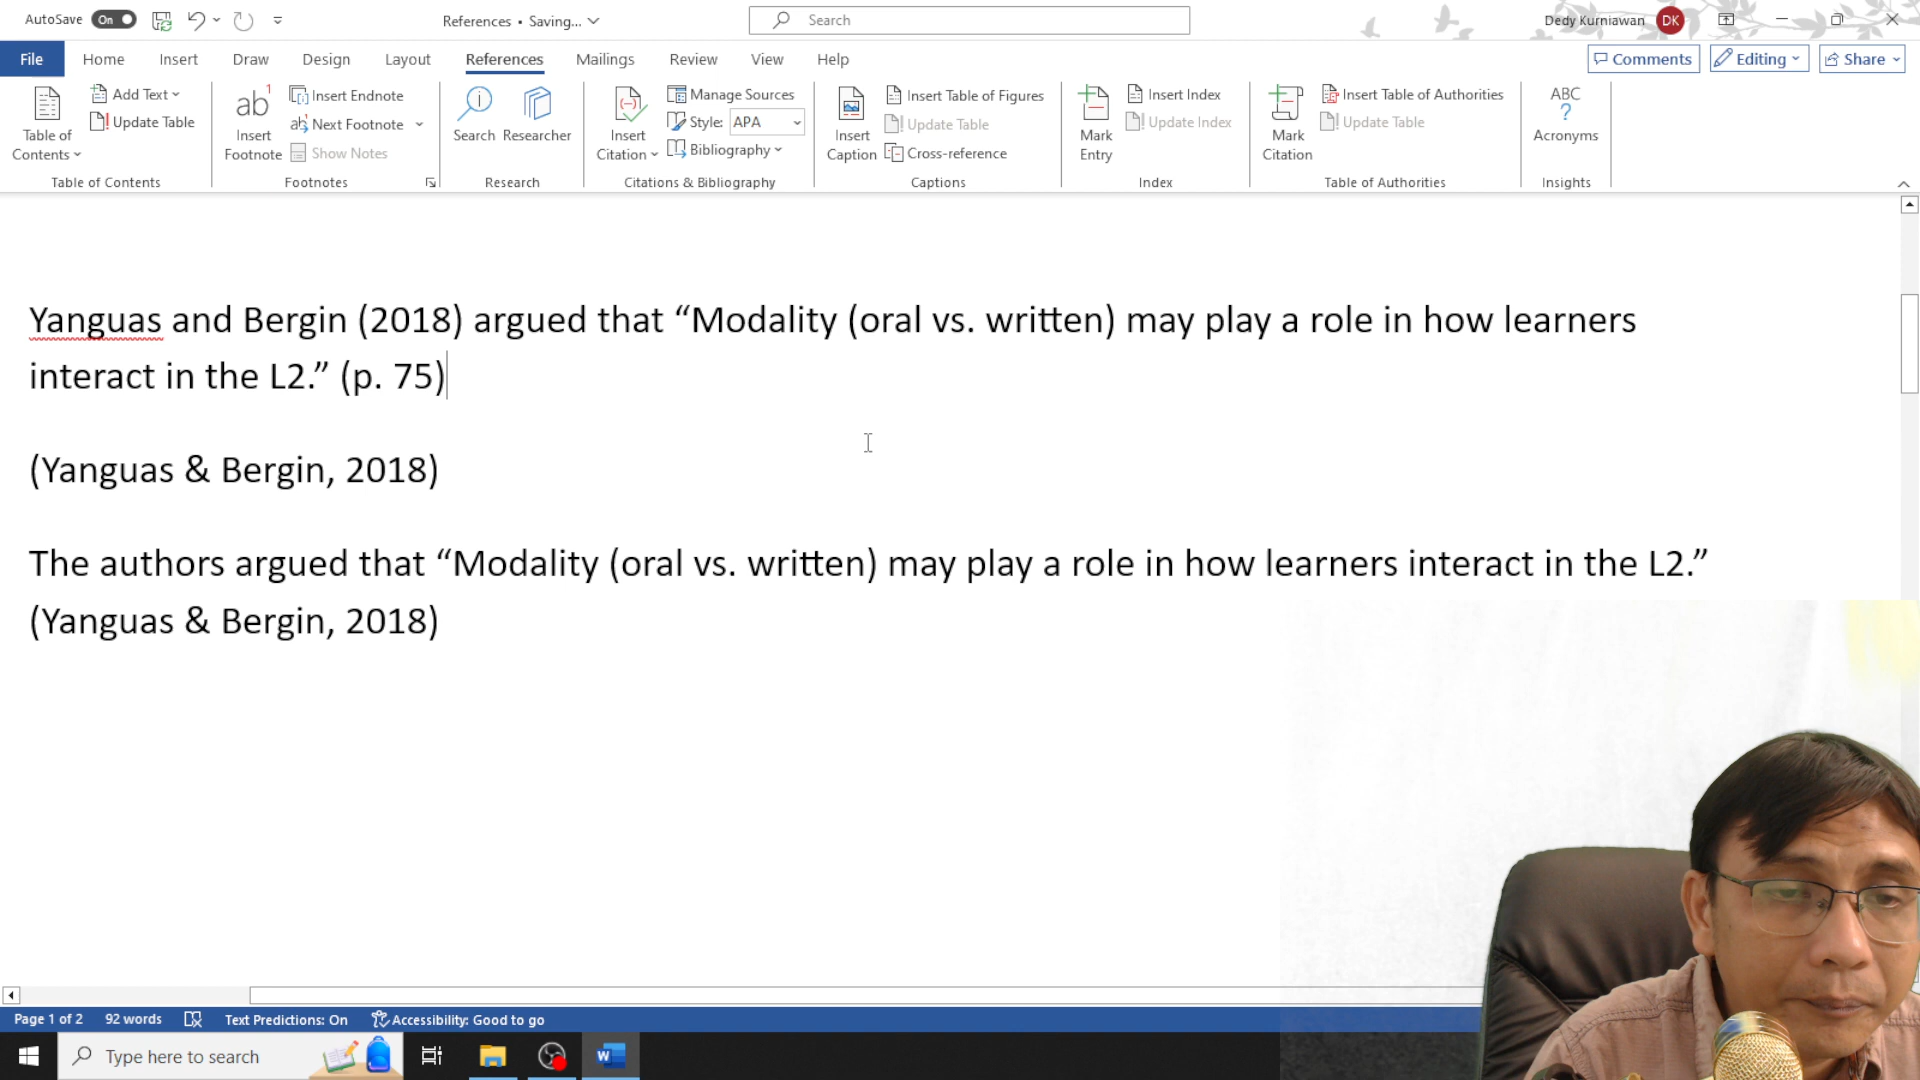 AutoSave On References • Saving... Search Dedy Kurniawan DK
File Home Insert Draw Design Layout References Mailings Review View Help Comments Editing Share
Table of Contents Add Text Update Table Table of Contents
ab 1 Insert Footnote Insert Endnote Next Footnote Show Notes Footnotes
Search Researcher Research
Insert Citation Manage Sources Style: APA Bibliography Citations & Bibliography
Insert Caption Insert Table of Figures Update Table Cross-reference Captions
Mark Entry Insert Index Update Index Index
Mark Citation Insert Table of Authorities Update Table Table of Authorities
ABC ? Acronyms Insights
Yanguas and Bergin (2018) argued that “Modality (oral vs. written) may play a role in how learners
interact in the L2.” (p. 75)
(Yanguas & Bergin, 2018)
The authors argued that “Modality (oral vs. written) may play a role in how learners interact in the L2.”
(Yanguas & Bergin, 2018)
Page 1 of 2 92 words Text Predictions: On Accessibility: Good to go
Type here to search W